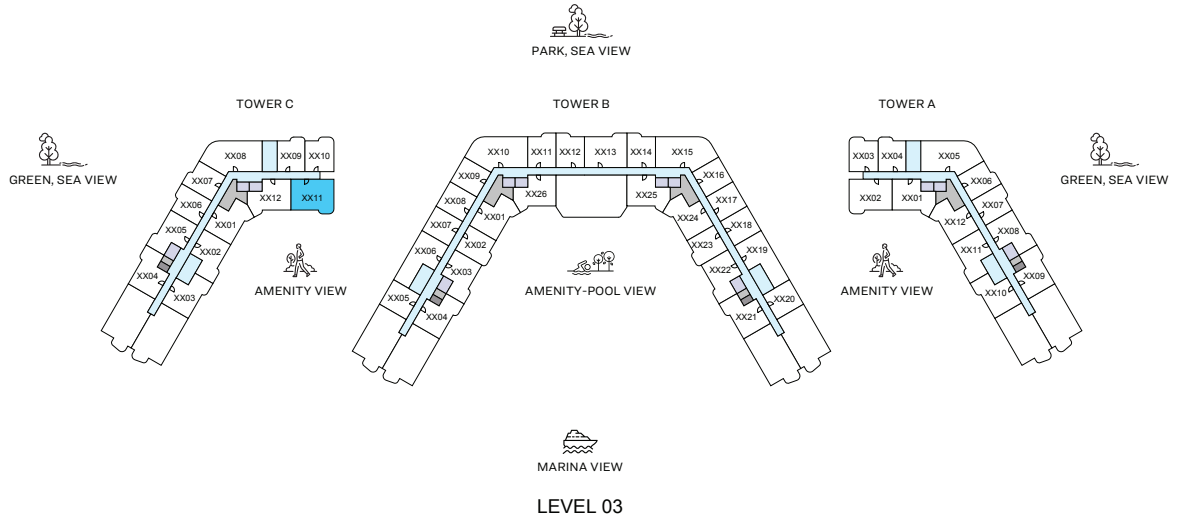 PARK, SEA VIEW
TOWER C
TOWER B
TOWER A
GREEN, SEA VIEW
GREEN, SEA VIEW
XX08
XX09
XX10
XX07
XX06
XX05
XX04
XX01
XX02
XX03
XX12
XX11
XX10
XX11
XX12
XX13
XX14
XX15
XX09
XX08
XX07
XX06
XX05
XX26
XX01
XX02
XX03
XX04
XX25
XX24
XX23
XX22
XX21
XX16
XX17
XX18
XX19
XX20
XX03
XX04
XX05
XX02
XX01
XX06
XX07
XX08
XX09
XX12
XX11
XX10
AMENITY VIEW
AMENITY-POOL VIEW
AMENITY VIEW
MARINA VIEW
LEVEL 03